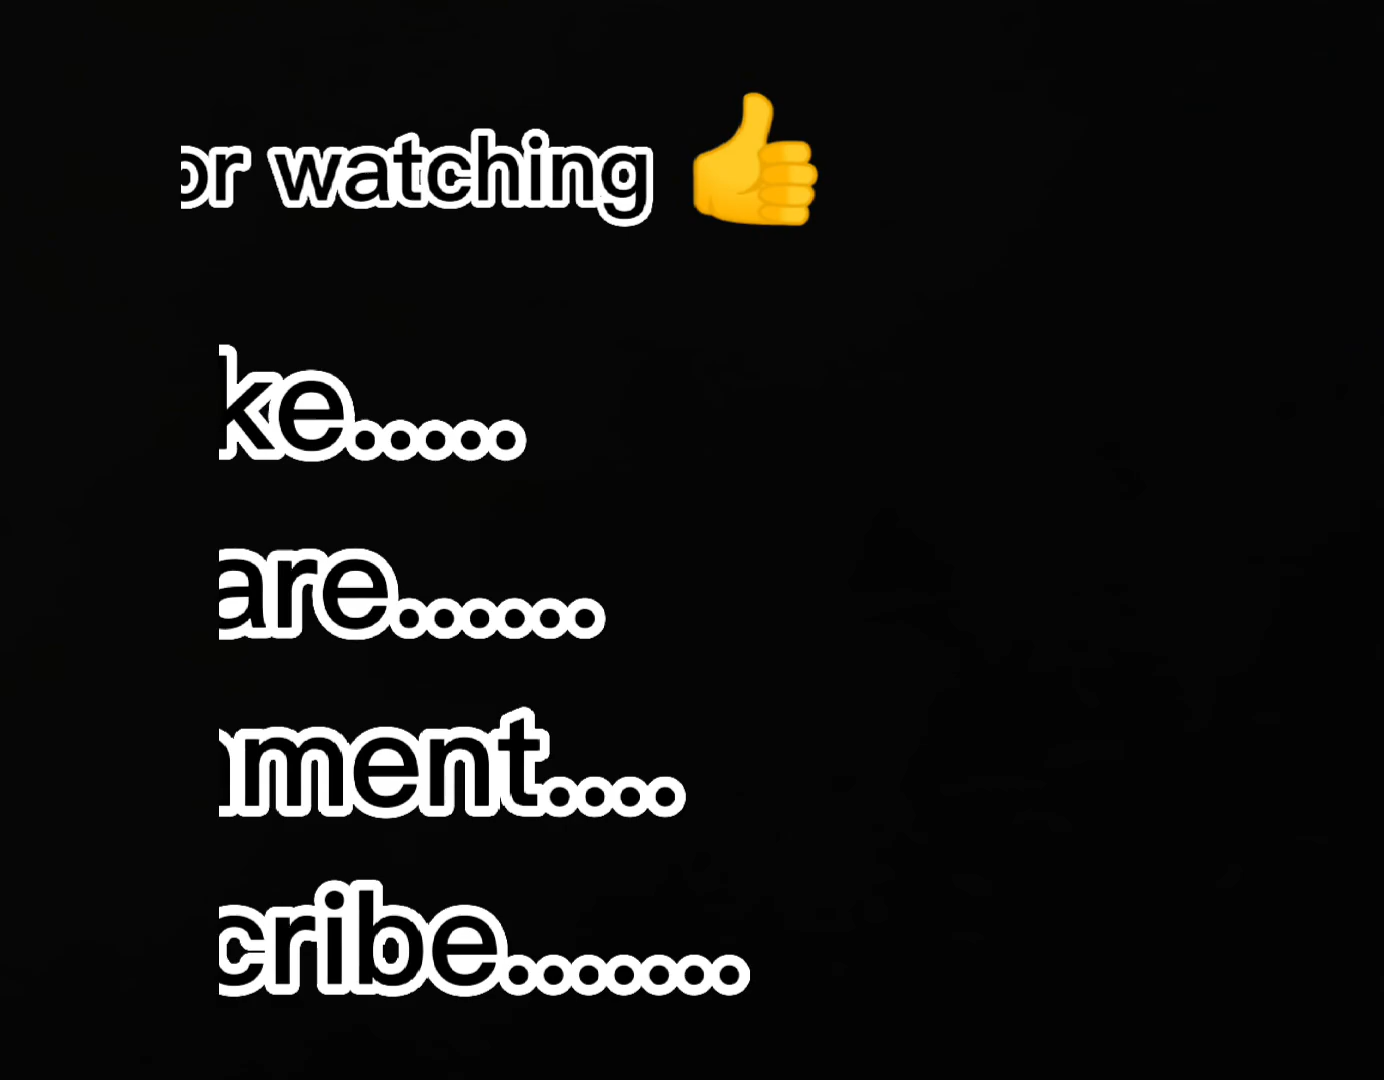 or watching 👍
ke.....
are......
ment....
cribe.......